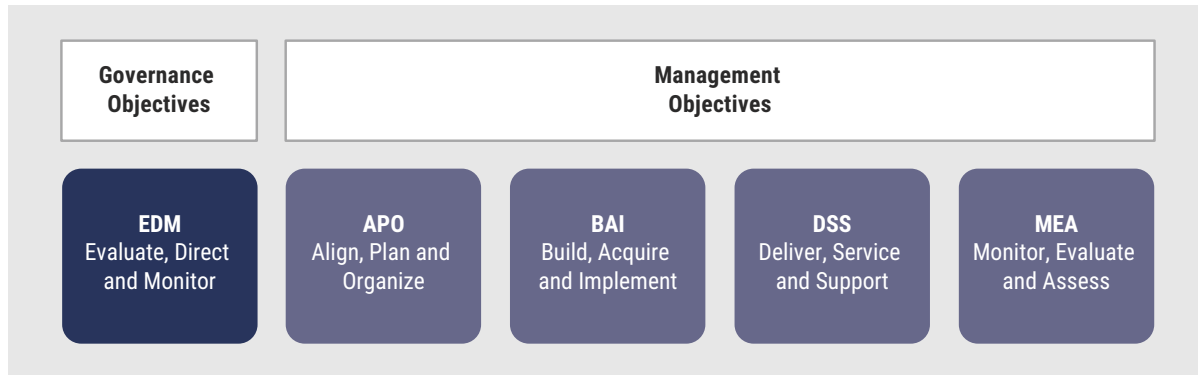 Governance
Objectives
Management
Objectives
EDM
Evaluate, Direct
and Monitor
APO
Align, Plan and
Organize
BAI
Build, Acquire
and Implement
DSS
Deliver, Service
and Support
MEA
Monitor, Evaluate
and Assess